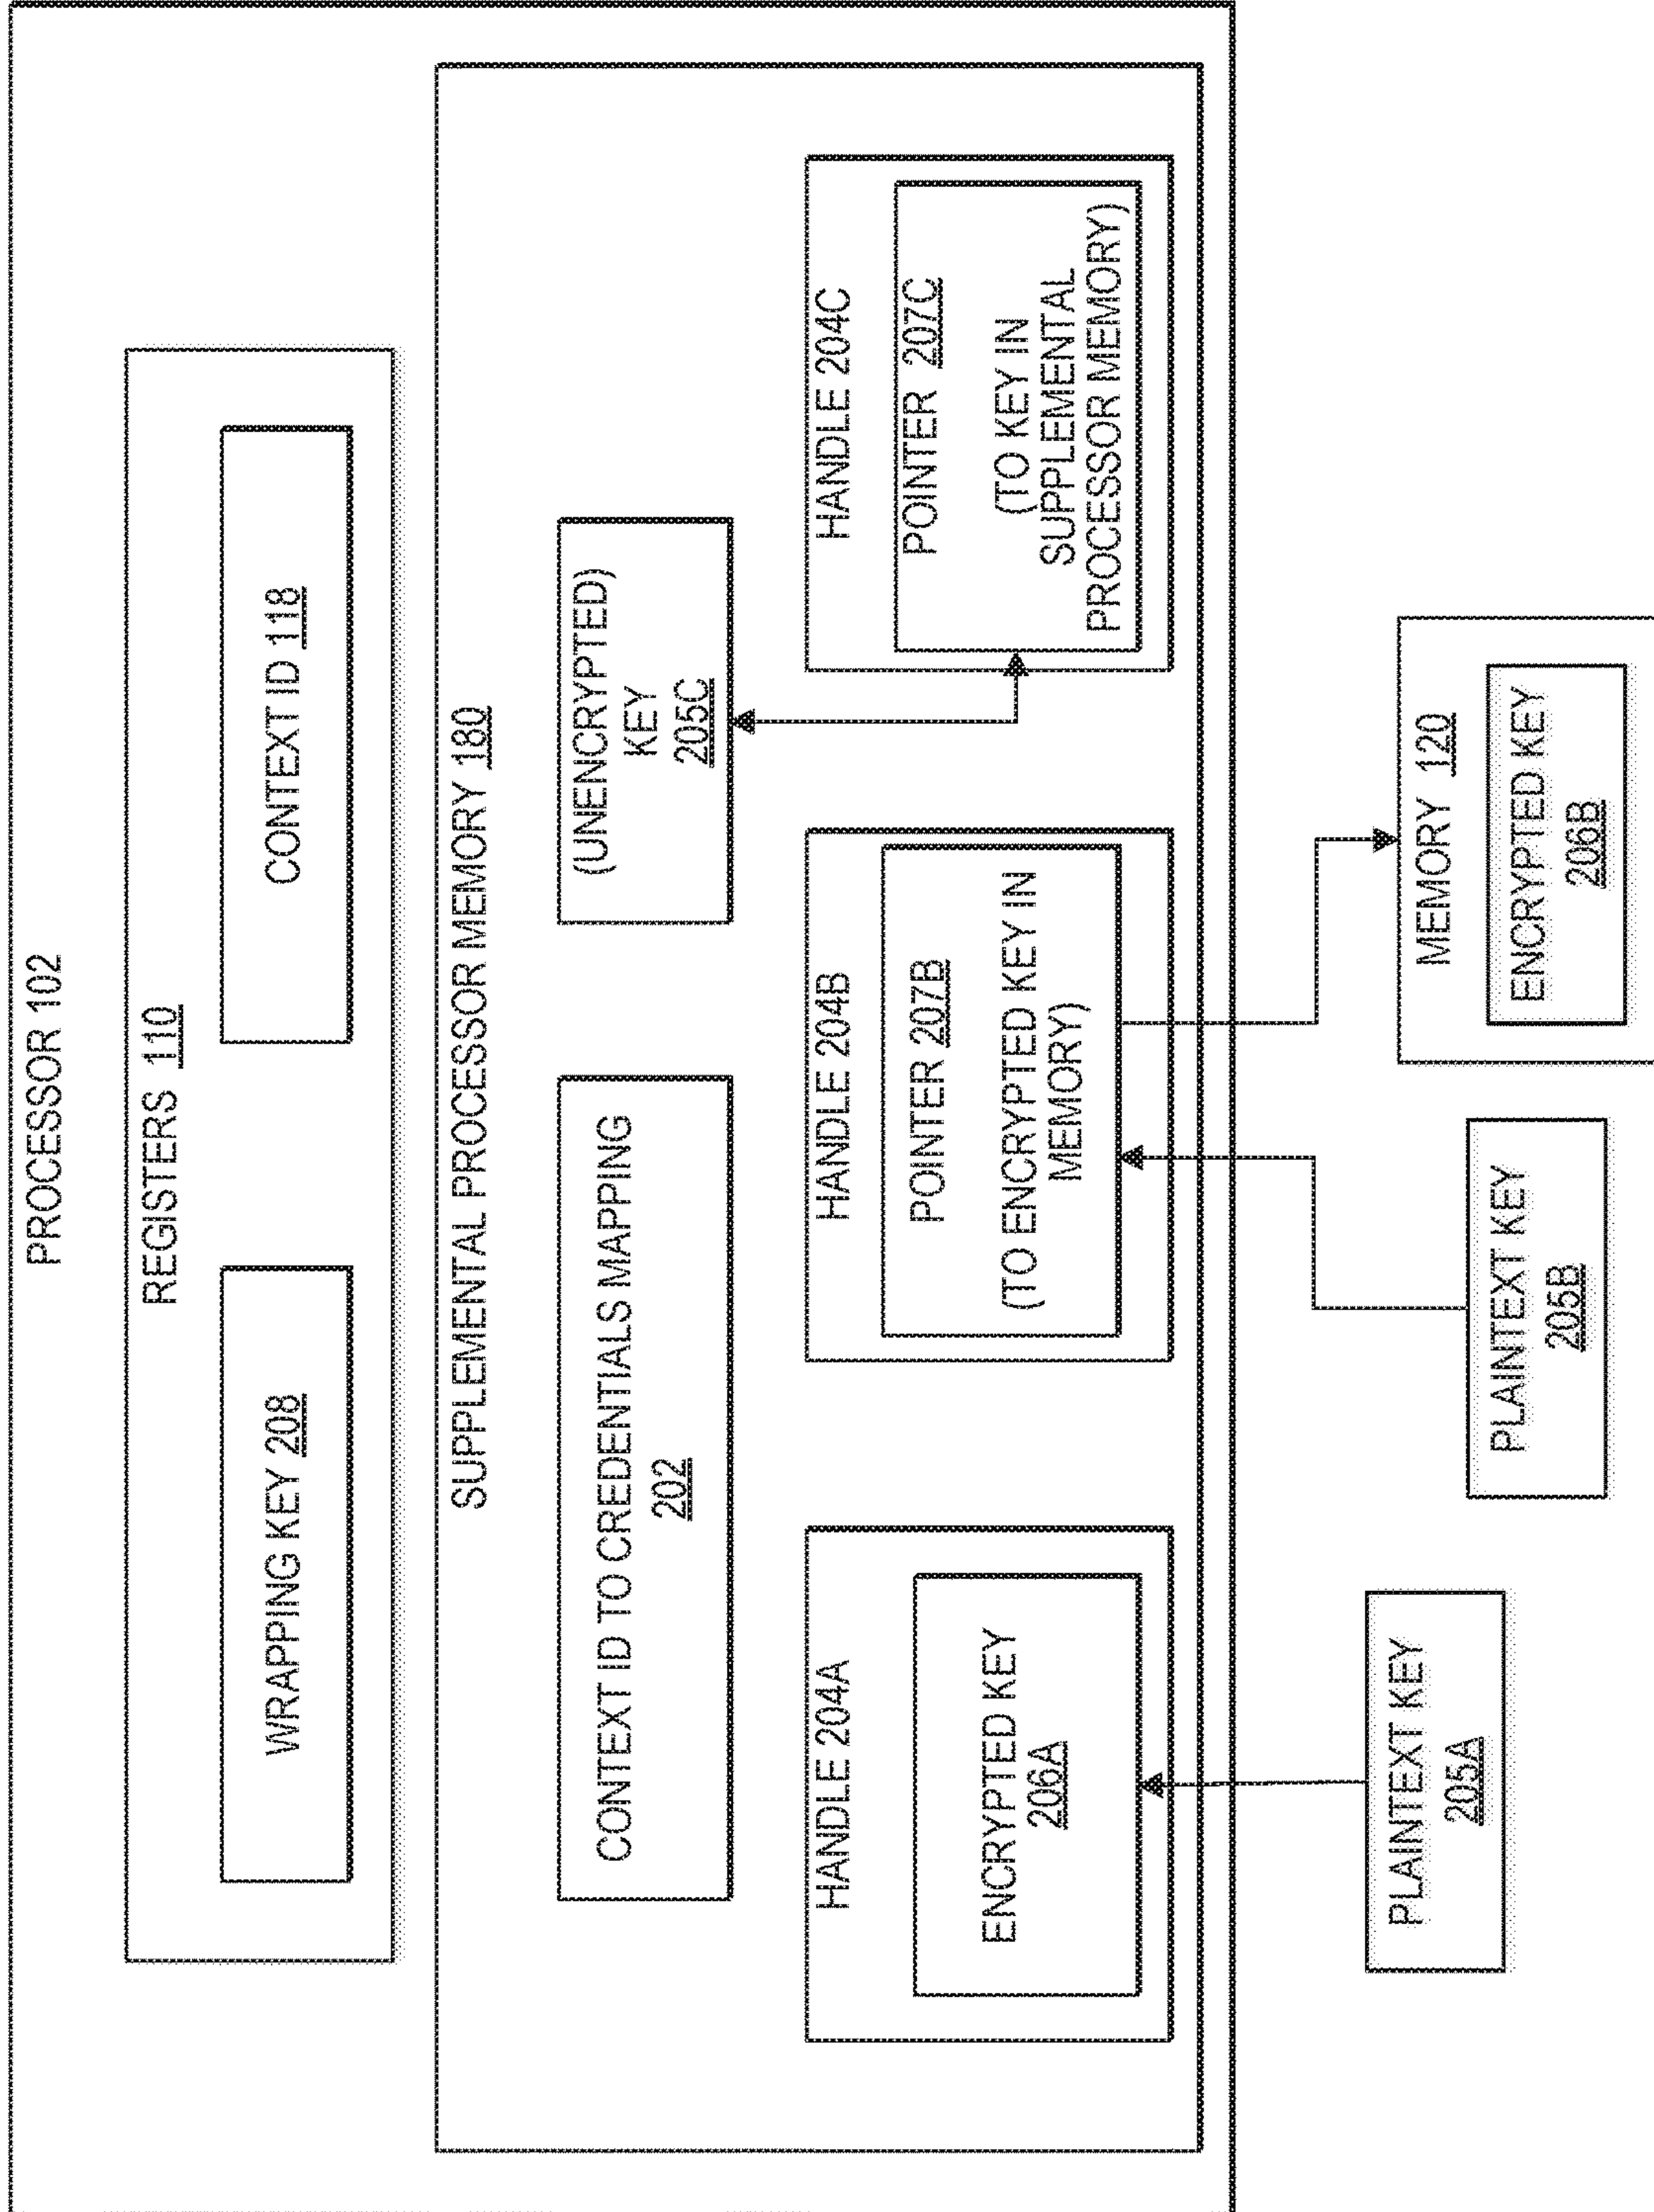 PROCESSOR 102
REGISTERS 110
WRAPPING KEY 208
CONTEXT ID 118
SUPPLEMENTAL PROCESSOR MEMORY 180
CONTEXT ID TO CREDENTIALS MAPPING
202
(UNENCRYPTED)
KEY
205C
HANDLE 204A
ENCRYPTED KEY
206A
HANDLE 204B
POINTER 207B
(TO ENCRYPTED KEY IN
MEMORY)
HANDLE 204C
POINTER 207C
(TO KEY IN
SUPPLEMENTAL
PROCESSOR MEMORY)
PLAINTEXT KEY
205A
PLAINTEXT KEY
205B
MEMORY 120
ENCRYPTED KEY
206B